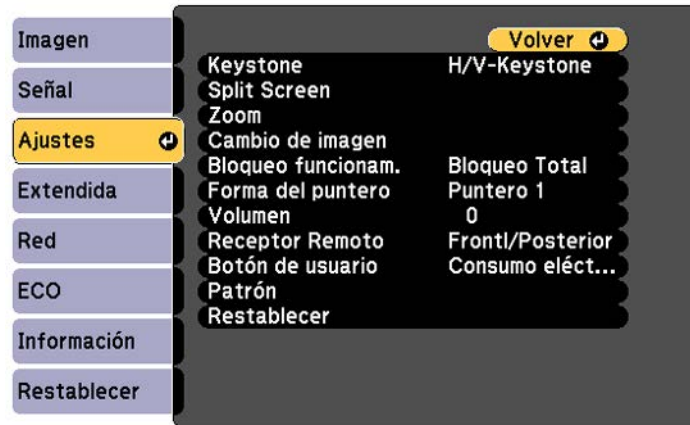 Imagen
Señal
Ajustes
Extendida
Red
ECO
Información
Restablecer
Volver
Keystone H/V-Keystone
Split Screen
Zoom
Cambio de imagen
Bloqueo funcionam. Bloqueo Total
Forma del puntero Puntero 1
Volumen 0
Receptor Remoto Frontl/Posterior
Botón de usuario Consumo eléct...
Patrón
Restablecer